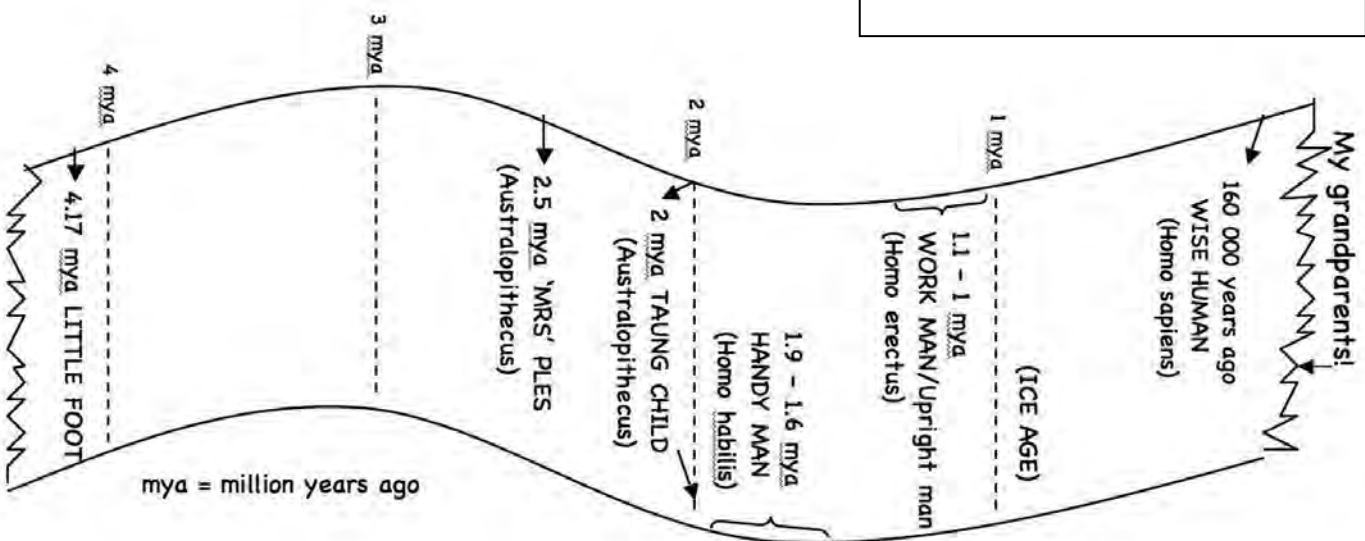 My grandparents!
160 000 years ago
WISE HUMAN
(Homo sapiens)
(ICE AGE)
1 mya
1.1 – 1 mya
WORK MAN/Upright man
(Homo erectus)
1.9 – 1.6 mya
HANDY MAN
(Homo habilis)
2 mya
2 mya TAUNG CHILD
(Australopithecus)
2.5 mya 'MRS' PLES
(Australopithecus)
3 mya
4 mya
4.17 mya LITTLE FOOT
mya = million years ago